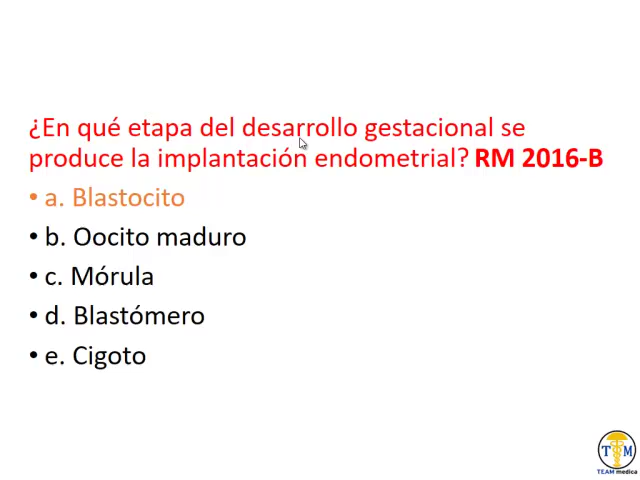 ¿En qué etapa del desarrollo gestacional se
produce la implantación endometrial? RM 2016-B
• a. Blastocito
• b. Oocito maduro
• c. Mórula
• d. Blastómero
• e. Cigoto
T M
TEAM medica